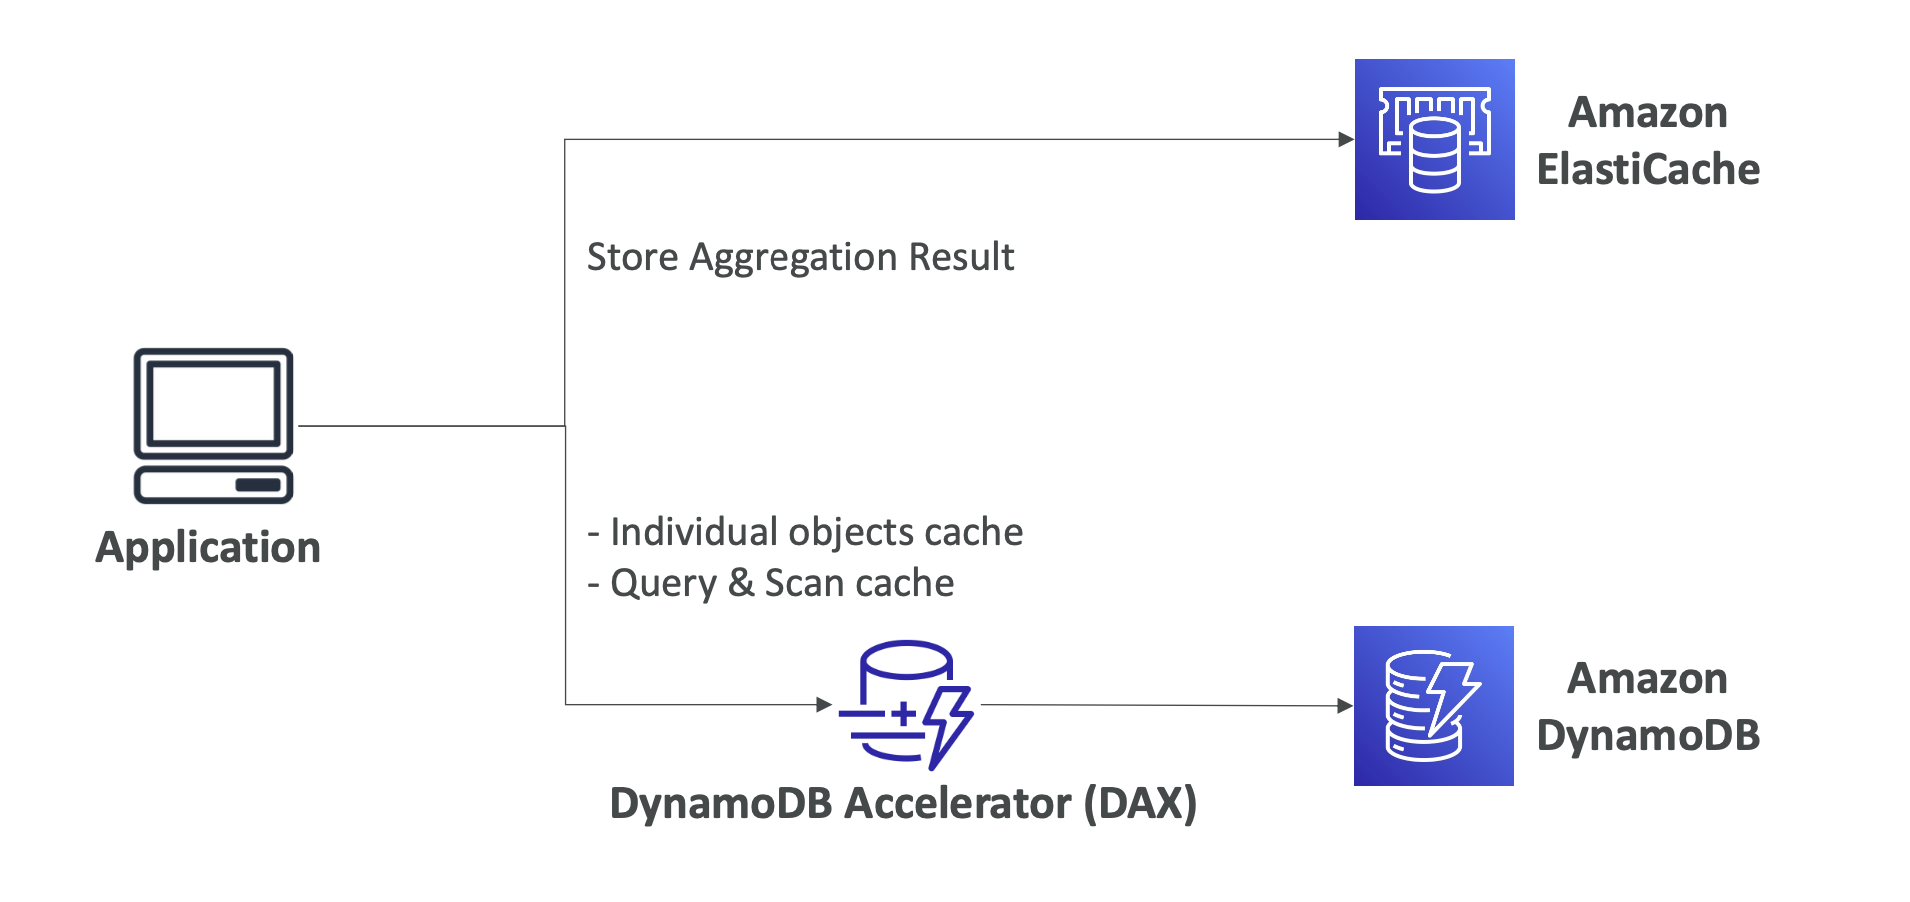 Amazon
ElastiCache
Store Aggregation Result
Application
- Individual objects cache
- Query & Scan cache
DynamoDB Accelerator (DAX)
Amazon
DynamoDB